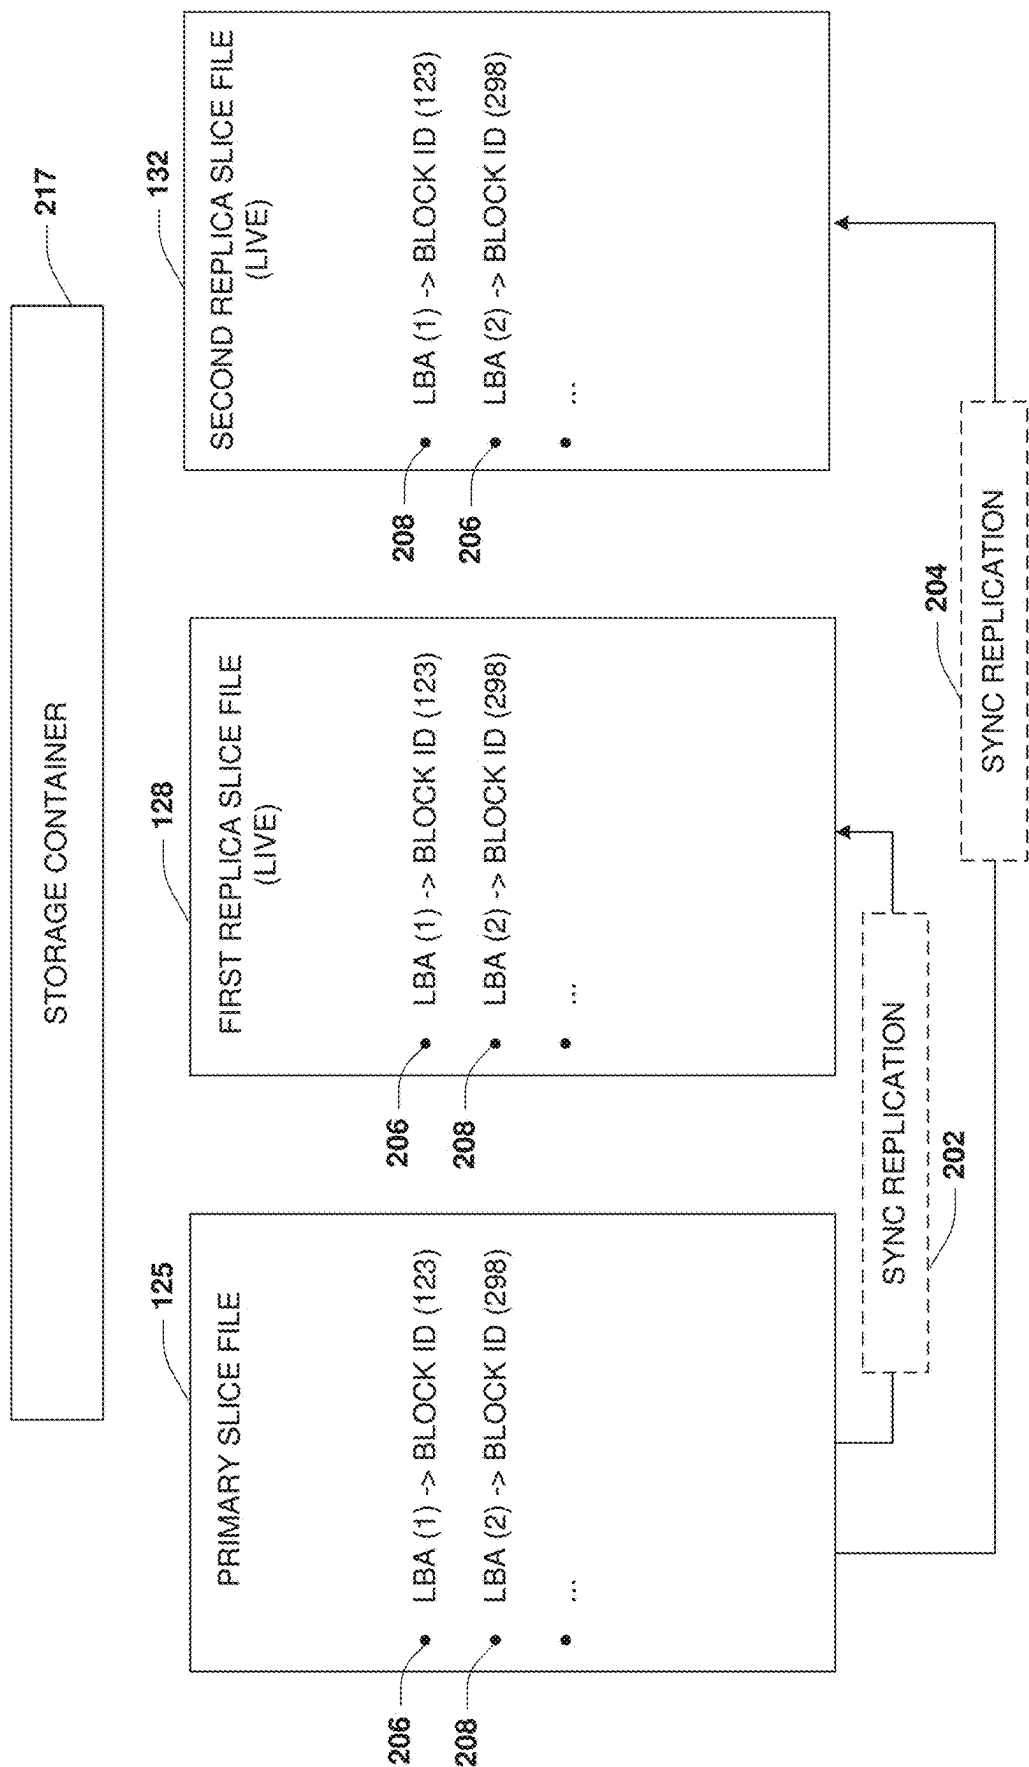 STORAGE CONTAINER
217
125
PRIMARY SLICE FILE
206
• LBA (1) -> BLOCK ID (123)
208
• LBA (2) -> BLOCK ID (298)
• ...
128
FIRST REPLICA SLICE FILE
(LIVE)
206
• LBA (1) -> BLOCK ID (123)
208
• LBA (2) -> BLOCK ID (298)
• ...
132
SECOND REPLICA SLICE FILE
(LIVE)
208
• LBA (1) -> BLOCK ID (123)
206
• LBA (2) -> BLOCK ID (298)
• ...
SYNC REPLICATION
202
204
SYNC REPLICATION